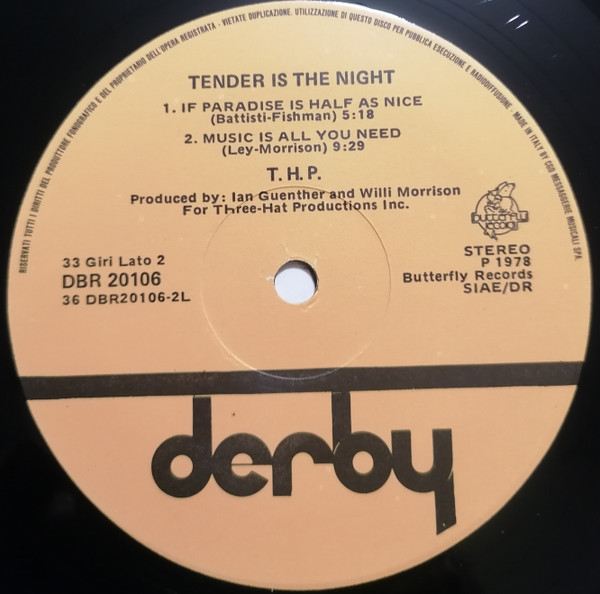 RISERVATI TUTTI I DIRITTI DEL PRODUTTORE FONOGRAFICO E DEL PROPRIETARIO DELL'OPERA REGISTRATA - VIETATE DUPLICAZIONE. UTILIZZAZIONE DI QUESTO DISCO PER PUBBLICA ESECUZIONE E RADIODIFFUSIONE - MADE IN ITALY BY CGD MESSAGGERIE MUSICALI SPA
TENDER IS THE NIGHT
1. IF PARADISE IS HALF AS NICE
(Battisti-Fishman) 5:18
2. MUSIC IS ALL YOU NEED
(Ley-Morrison) 9:29
T.H.P.
Produced by: Ian Guenther and Willi Morrison
For Three-Hat Productions Inc.
33 Giri Lato 2
DBR 20106
36 DBR20106-2L
STEREO
P 1978
Butterfly Records
SIAE/DR
derby